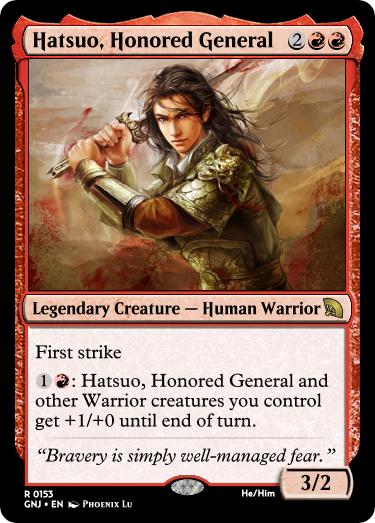 Hatsuo, Honored General 2
Legendary Creature — Human Warrior
First strike
1: Hatsuo, Honored General and
other Warrior creatures you control
get +1/+0 until end of turn.
“Bravery is simply well-managed fear.”
R 0153
He/Him
3/2
GNJ • EN Phoenix Lu